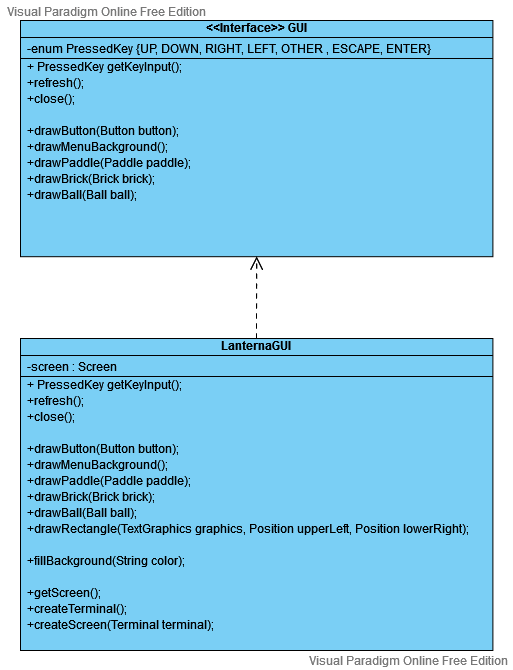 Visual Paradigm Online Free Edition
<<Interface>> GUI
-enum PressedKey {UP, DOWN, RIGHT, LEFT, OTHER , ESCAPE, ENTER}
+ PressedKey getKeyInput();
+refresh();
+close();
+drawButton(Button button);
+drawMenuBackground();
+drawPaddle(Paddle paddle);
+drawBrick(Brick brick);
+drawBall(Ball ball);
LanternaGUI
-screen : Screen
+ PressedKey getKeyInput();
+refresh();
+close();
+drawButton(Button button);
+drawMenuBackground();
+drawPaddle(Paddle paddle);
+drawBrick(Brick brick);
+drawBall(Ball ball);
+drawRectangle(TextGraphics graphics, Position upperLeft, Position lowerRight);
+fillBackground(String color);
+getScreen();
+createTerminal();
+createScreen(Terminal terminal);
Visual Paradigm Online Free Edition